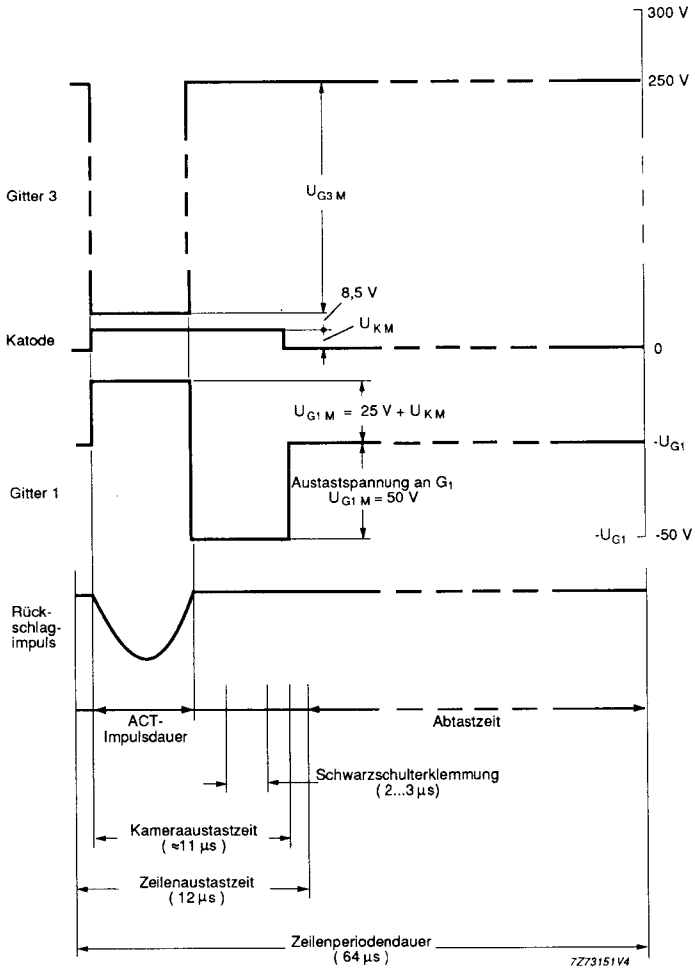 300 V
250 V
Gitter 3
U_G3 M
8,5 V
Katode
U_KM
0
U_G1 M = 25 V + U_KM
-U_G1
Gitter 1
Austastspannung an G₁
U_G1 M = 50 V
-U_G1
-50 V
Rück-
schlag-
impuls
ACT-
Impulsdauer
Abtastzeit
Schwarzschulterklemmung
( 2...3 µs )
Kameraaustastzeit
( ≈11 µs )
Zeilenaustastzeit
( 12 µs )
Zeilenperiodendauer
( 64 µs )
7Z73151V4